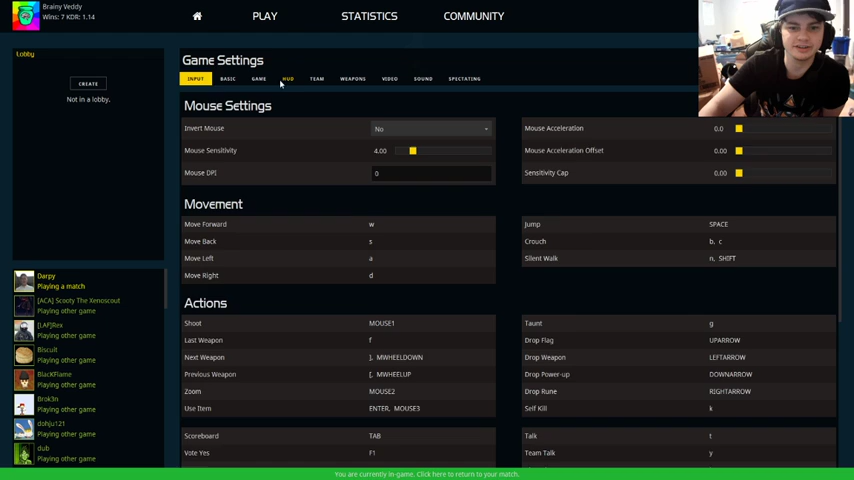 Brainy Veddy
Wins: 7 KDR: 1.14
PLAY STATISTICS COMMUNITY
Lobby
CREATE
Not in a lobby.
Darpy
Playing a match
[ACA] Scooty The Xenoscout
Playing other game
[LAF]Rex
Playing other game
Biscuit
Playing other game
BlacKFlame
Playing other game
Brok3n
Playing other game
dohju121
Playing other game
dub
Playing other game
Game Settings
INPUT BASIC GAME HUD TEAM WEAPONS VIDEO SOUND SPECTATING
Mouse Settings
Invert Mouse No
Mouse Sensitivity 4.00
Mouse DPI 0
Mouse Acceleration 0.0
Mouse Acceleration Offset 0.00
Sensitivity Cap 0.00
Movement
Move Forward w
Move Back s
Move Left a
Move Right d
Jump SPACE
Crouch b, c
Silent Walk n, SHIFT
Actions
Shoot MOUSE1
Last Weapon f
Next Weapon ], MWHEELDOWN
Previous Weapon [, MWHEELUP
Zoom MOUSE2
Use Item ENTER, MOUSE3
Taunt g
Drop Flag UPARROW
Drop Weapon LEFTARROW
Drop Power-up DOWNARROW
Drop Rune RIGHTARROW
Self Kill k
Scoreboard TAB
Vote Yes F1
Talk t
Team Talk y
You are currently in-game. Click here to return to your match.